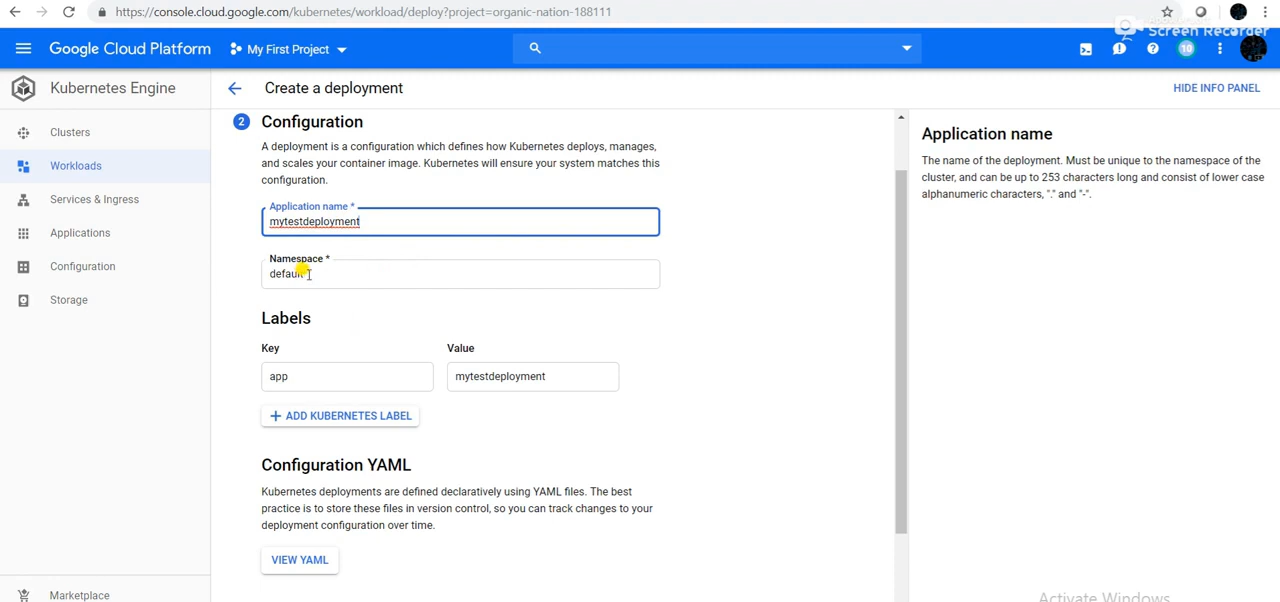 https://console.cloud.google.com/kubernetes/workload/deploy?project=organic-nation-188111
Screen Recorder
Google Cloud Platform
My First Project
10
Kubernetes Engine
Create a deployment
HIDE INFO PANEL
Clusters
Workloads
Services & Ingress
Applications
Configuration
Storage
Marketplace
2
Configuration
A deployment is a configuration which defines how Kubernetes deploys, manages,
and scales your container image. Kubernetes will ensure your system matches this
configuration.
Application name *
mytestdeployment
Namespace *
default
Labels
Key
Value
app
mytestdeployment
ADD KUBERNETES LABEL
Configuration YAML
Kubernetes deployments are defined declaratively using YAML files. The best
practice is to store these files in version control, so you can track changes to your
deployment configuration over time.
VIEW YAML
Application name
The name of the deployment. Must be unique to the namespace of the
cluster, and can be up to 253 characters long and consist of lower case
alphanumeric characters, "." and "-".
Activate Windows